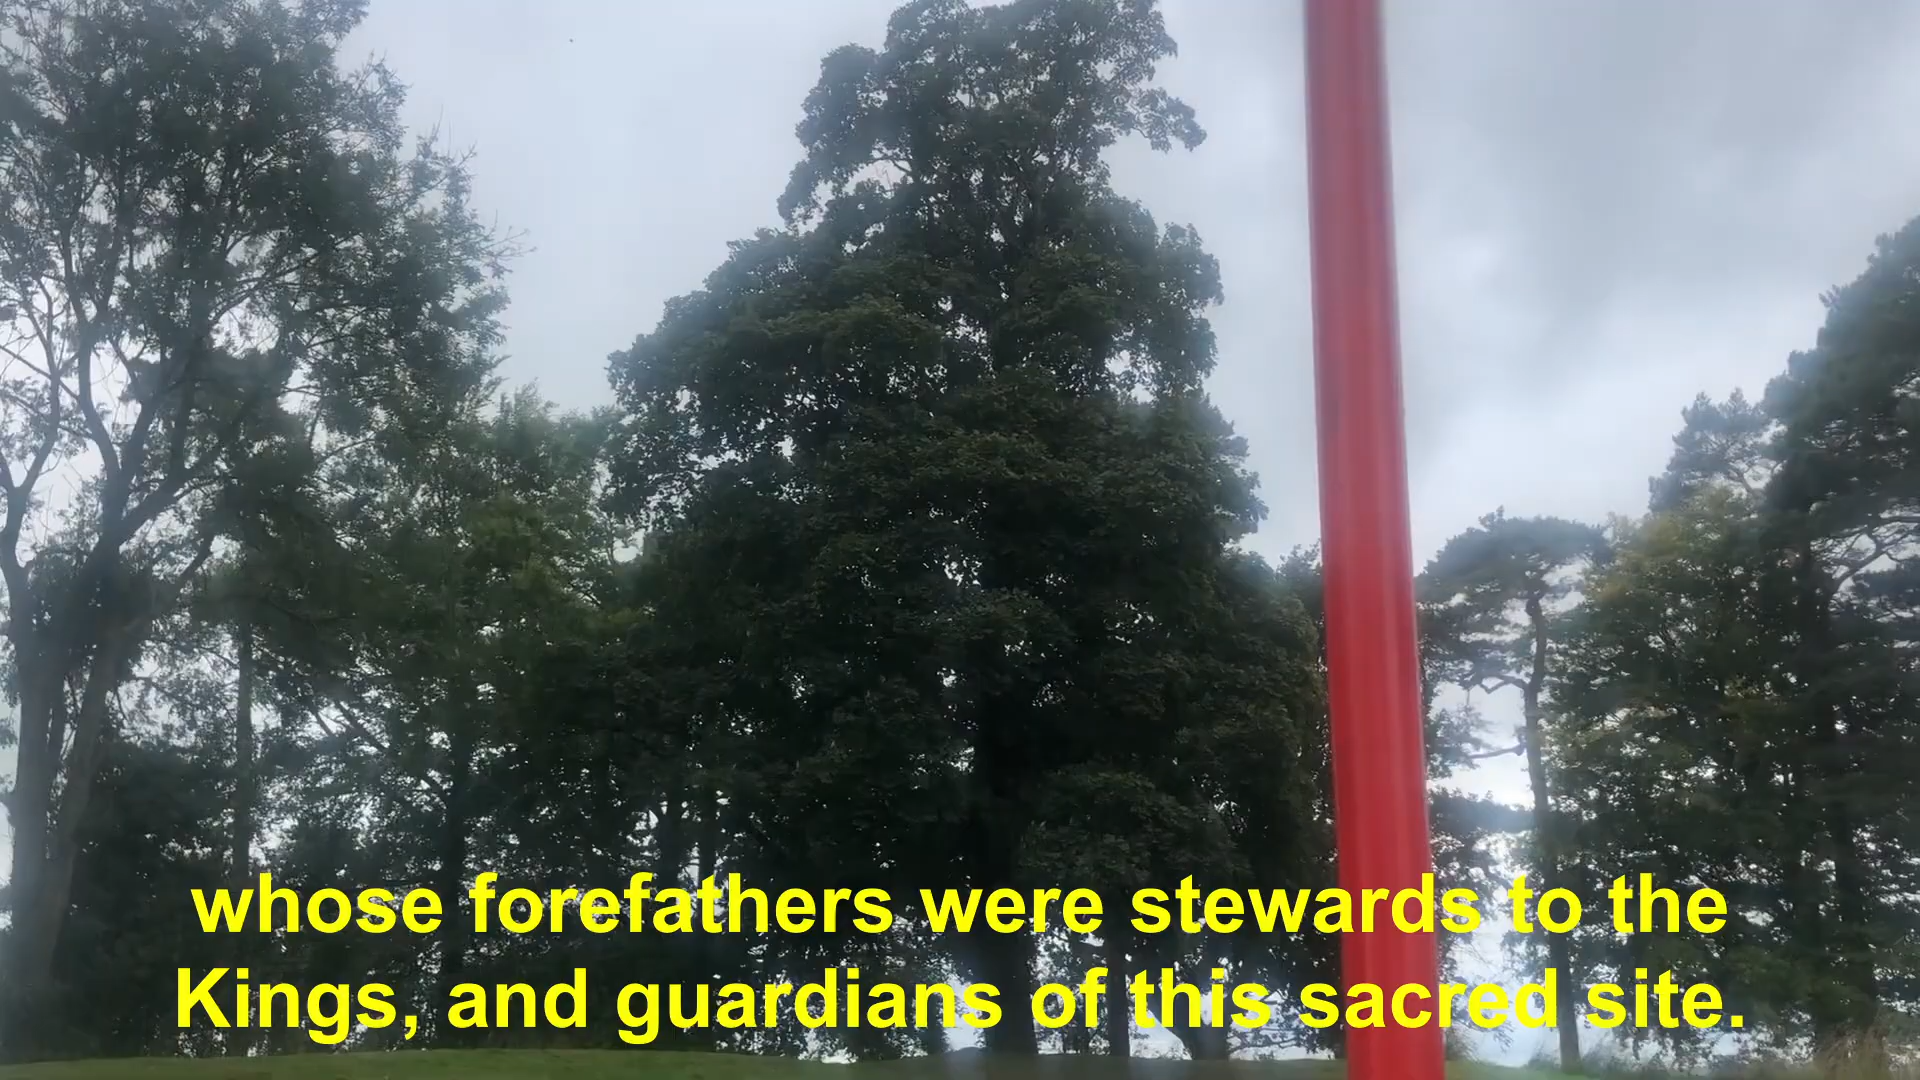 whose forefathers were stewards to the
Kings, and guardians of this sacred site.